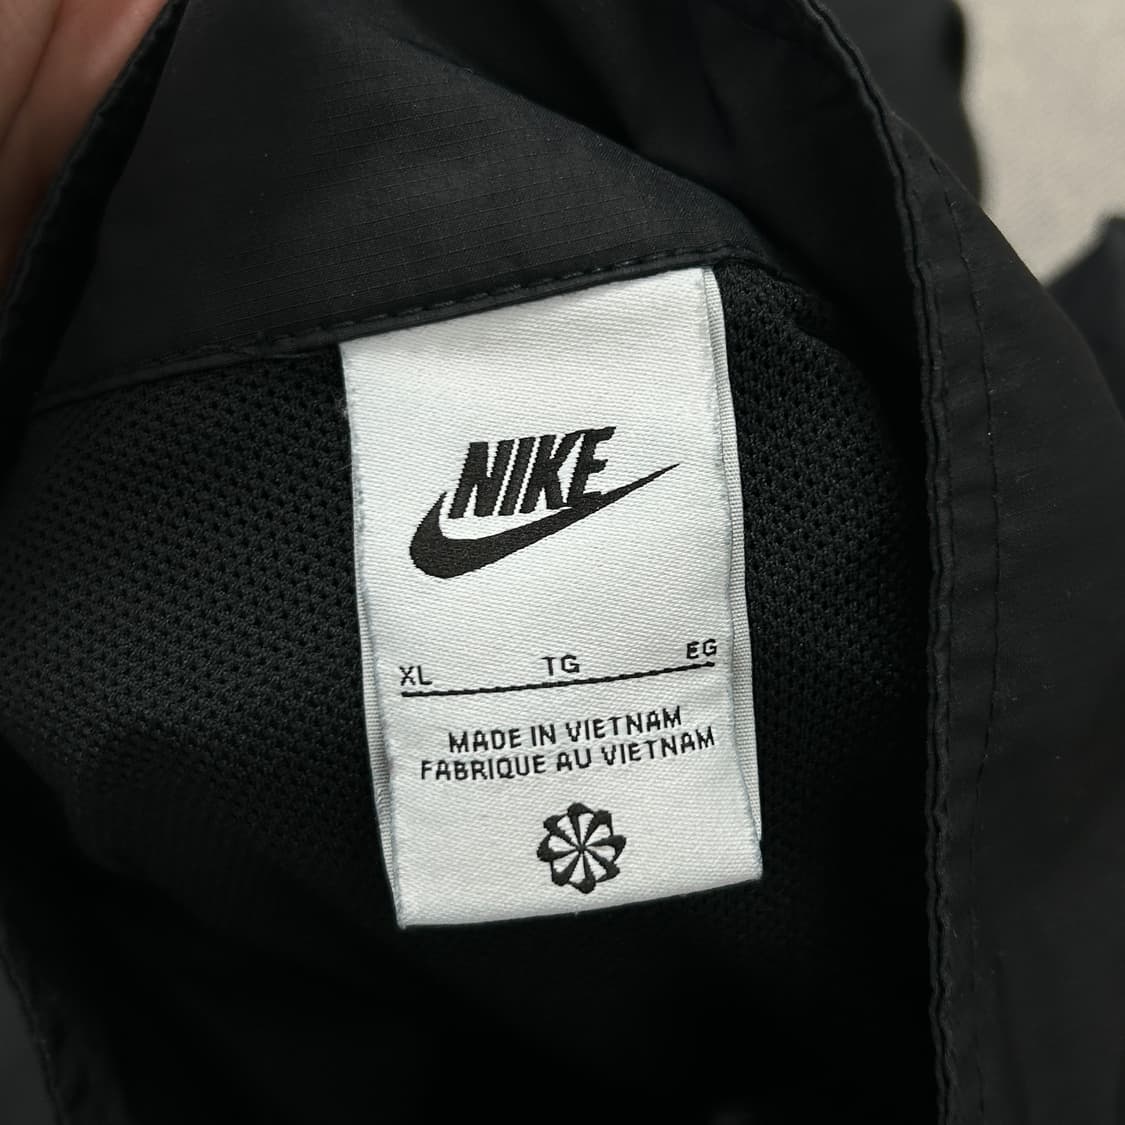 NIKE
XL TG EG
MADE IN VIETNAM
FABRIQUE AU VIETNAM